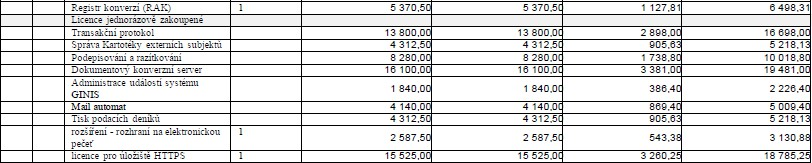 Registr konverzí (RAK) 1 5 370,50 5 370,50 1 127,81 6 498,31
Licence jednorázově zakoupené
Transakční protokol 13 800,00 13 800,00 2 898,00 16 698,00
Správa Kartotéky externích subjektů 4 312,50 4 312,50 905,63 5 218,13
Podepisování a razítkování 8 280,00 8 280,00 1 738,80 10 018,80
Dokumentový konverzní server 16 100,00 16 100,00 3 381,00 19 481,00
Administrace událostí systému
GINIS 1 840,00 1 840,00 386,40 2 226,40
Mail automat 4 140,00 4 140,00 869,40 5 009,40
Tisk podacích deníků 4 312,50 4 312,50 905,63 5 218,13
rozšíření - rozhraní na elektronickou 1
pečeť 2 587,50 2 587,50 543,38 3 130,88
licence pro úložiště HTTPS 1 15 525,00 15 525,00 3 260,25 18 785,25